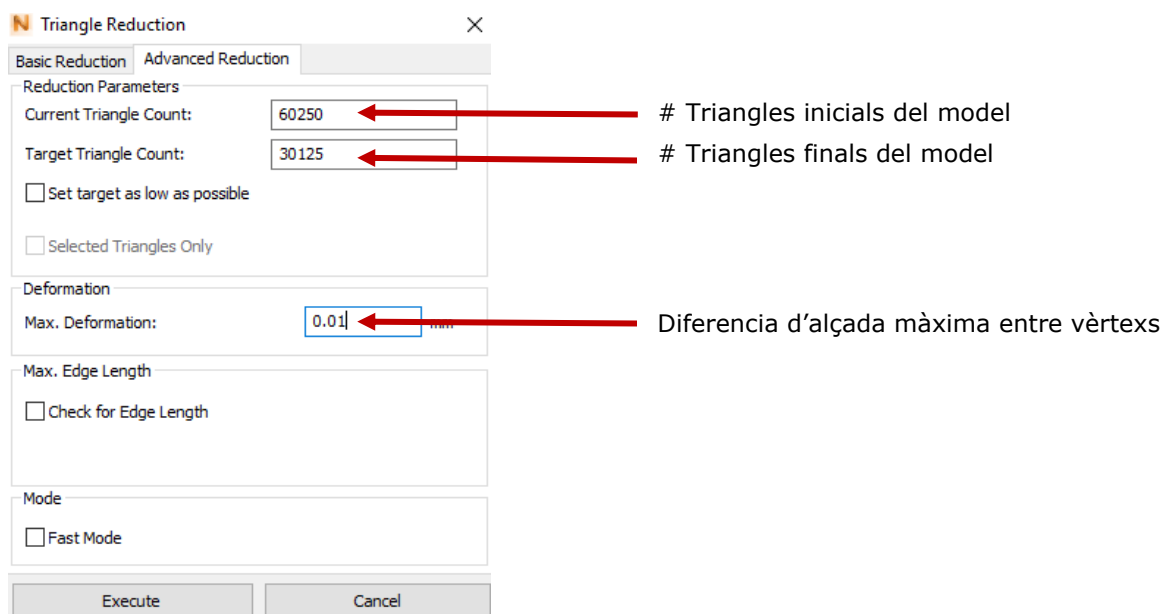 N Triangle Reduction
Basic Reduction Advanced Reduction
Reduction Parameters
Current Triangle Count: 60250 # Triangles inicials del model
Target Triangle Count: 30125 # Triangles finals del model
Set target as low as possible
Selected Triangles Only
Deformation
Max. Deformation: 0.01 mm Diferencia d’alçada màxima entre vèrtexs
Max. Edge Length
Check for Edge Length
Mode
Fast Mode
Execute Cancel